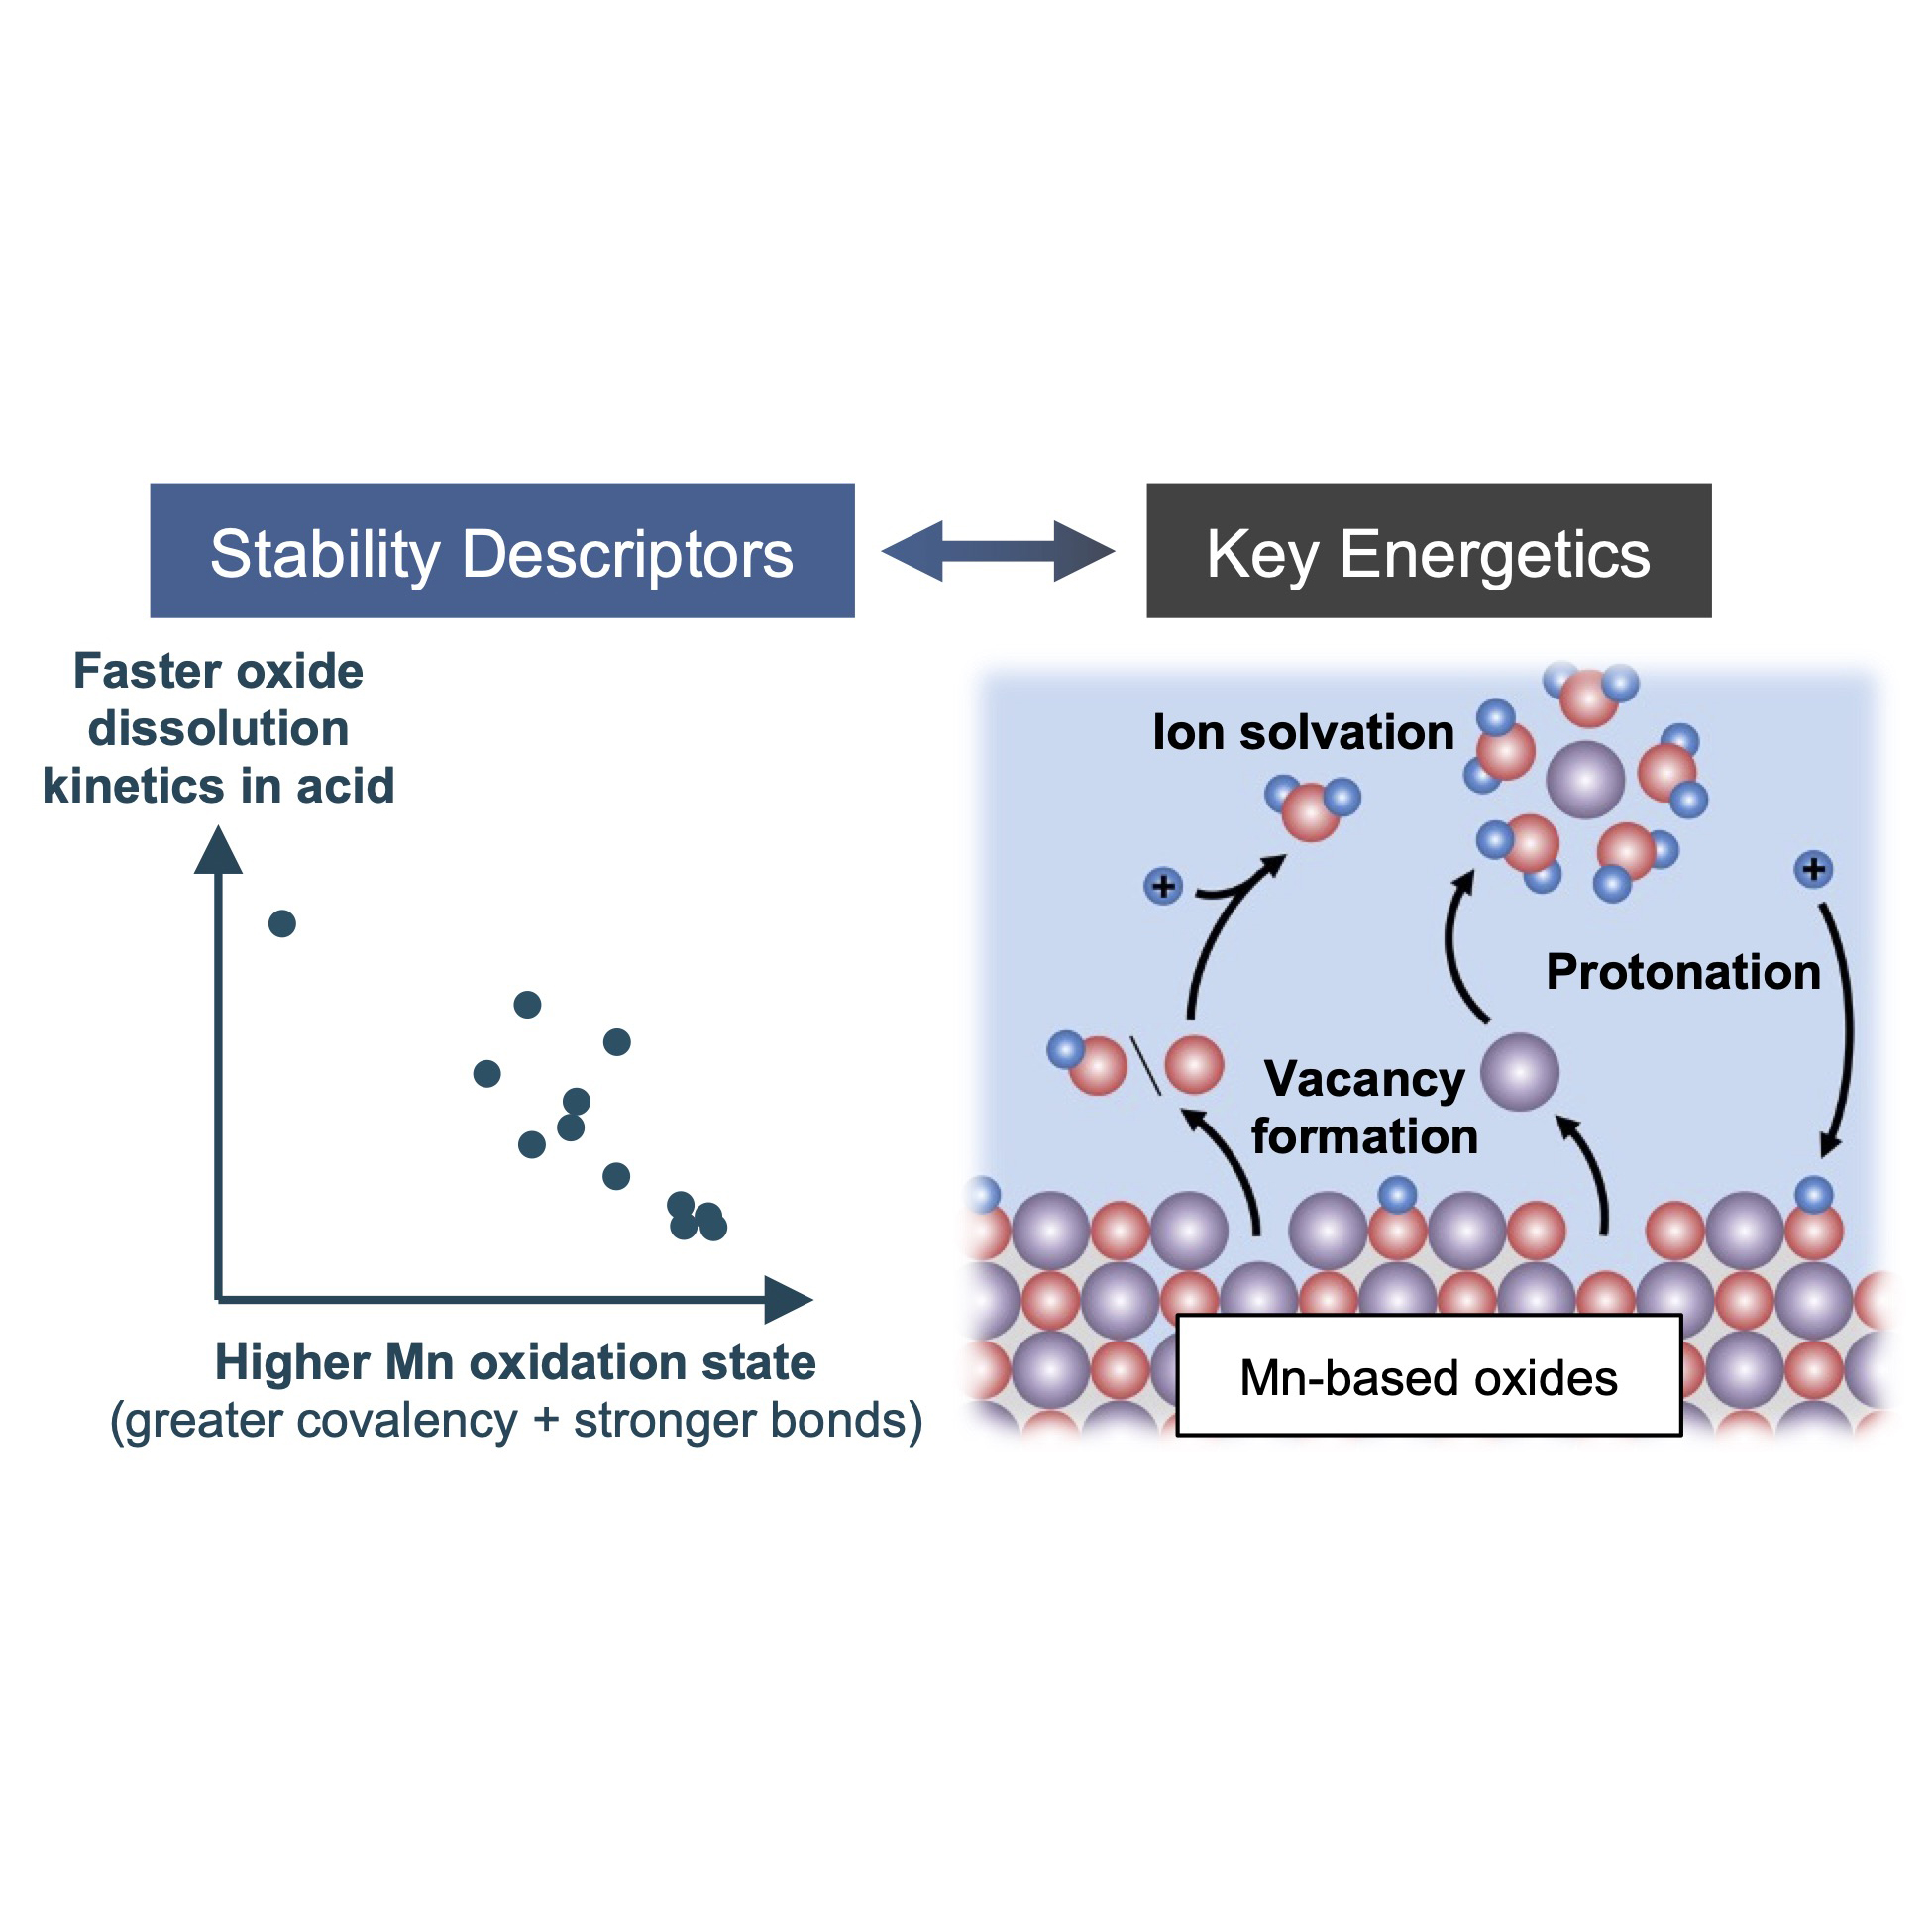 Stability Descriptors
Key Energetics
Faster oxide
dissolution
kinetics in acid
Higher Mn oxidation state
(greater covalency + stronger bonds)
Ion solvation
+
+
Protonation
Vacancy
formation
Mn-based oxides